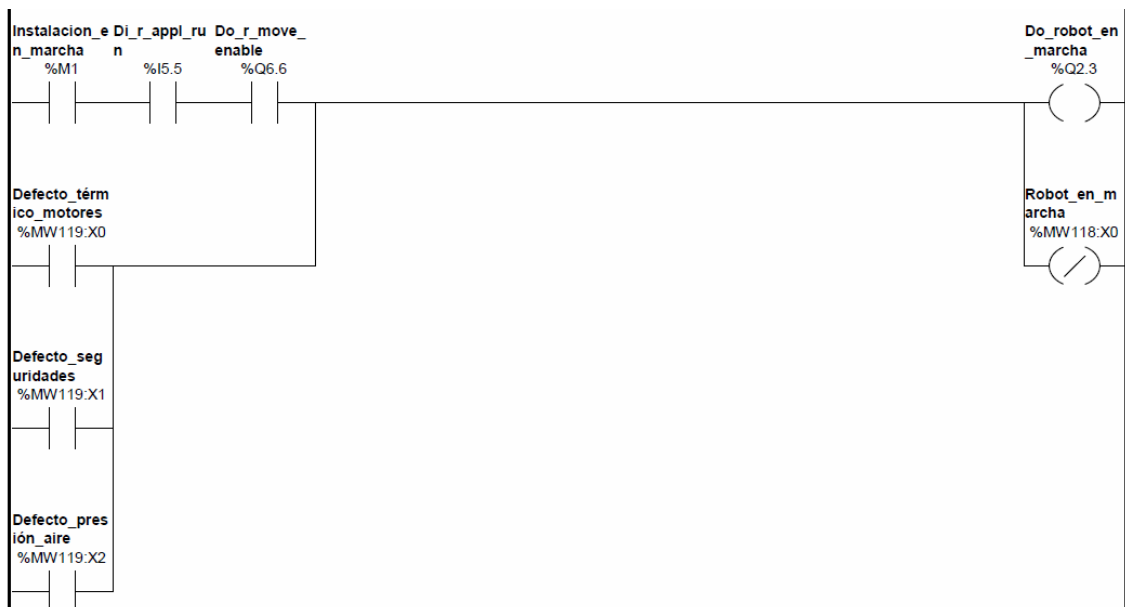 Instalacion_e Di_r_appl_ru Do_r_move_ Do_robot_en
n_marcha n enable _marcha
%M1 %I5.5 %Q6.6 %Q2.3
Defecto_térm Robot_en_m
ico_motores archa
%MW119:X0 %MW118:X0
Defecto_seg
uridades
%MW119:X1
Defecto_pres
ión_aire
%MW119:X2